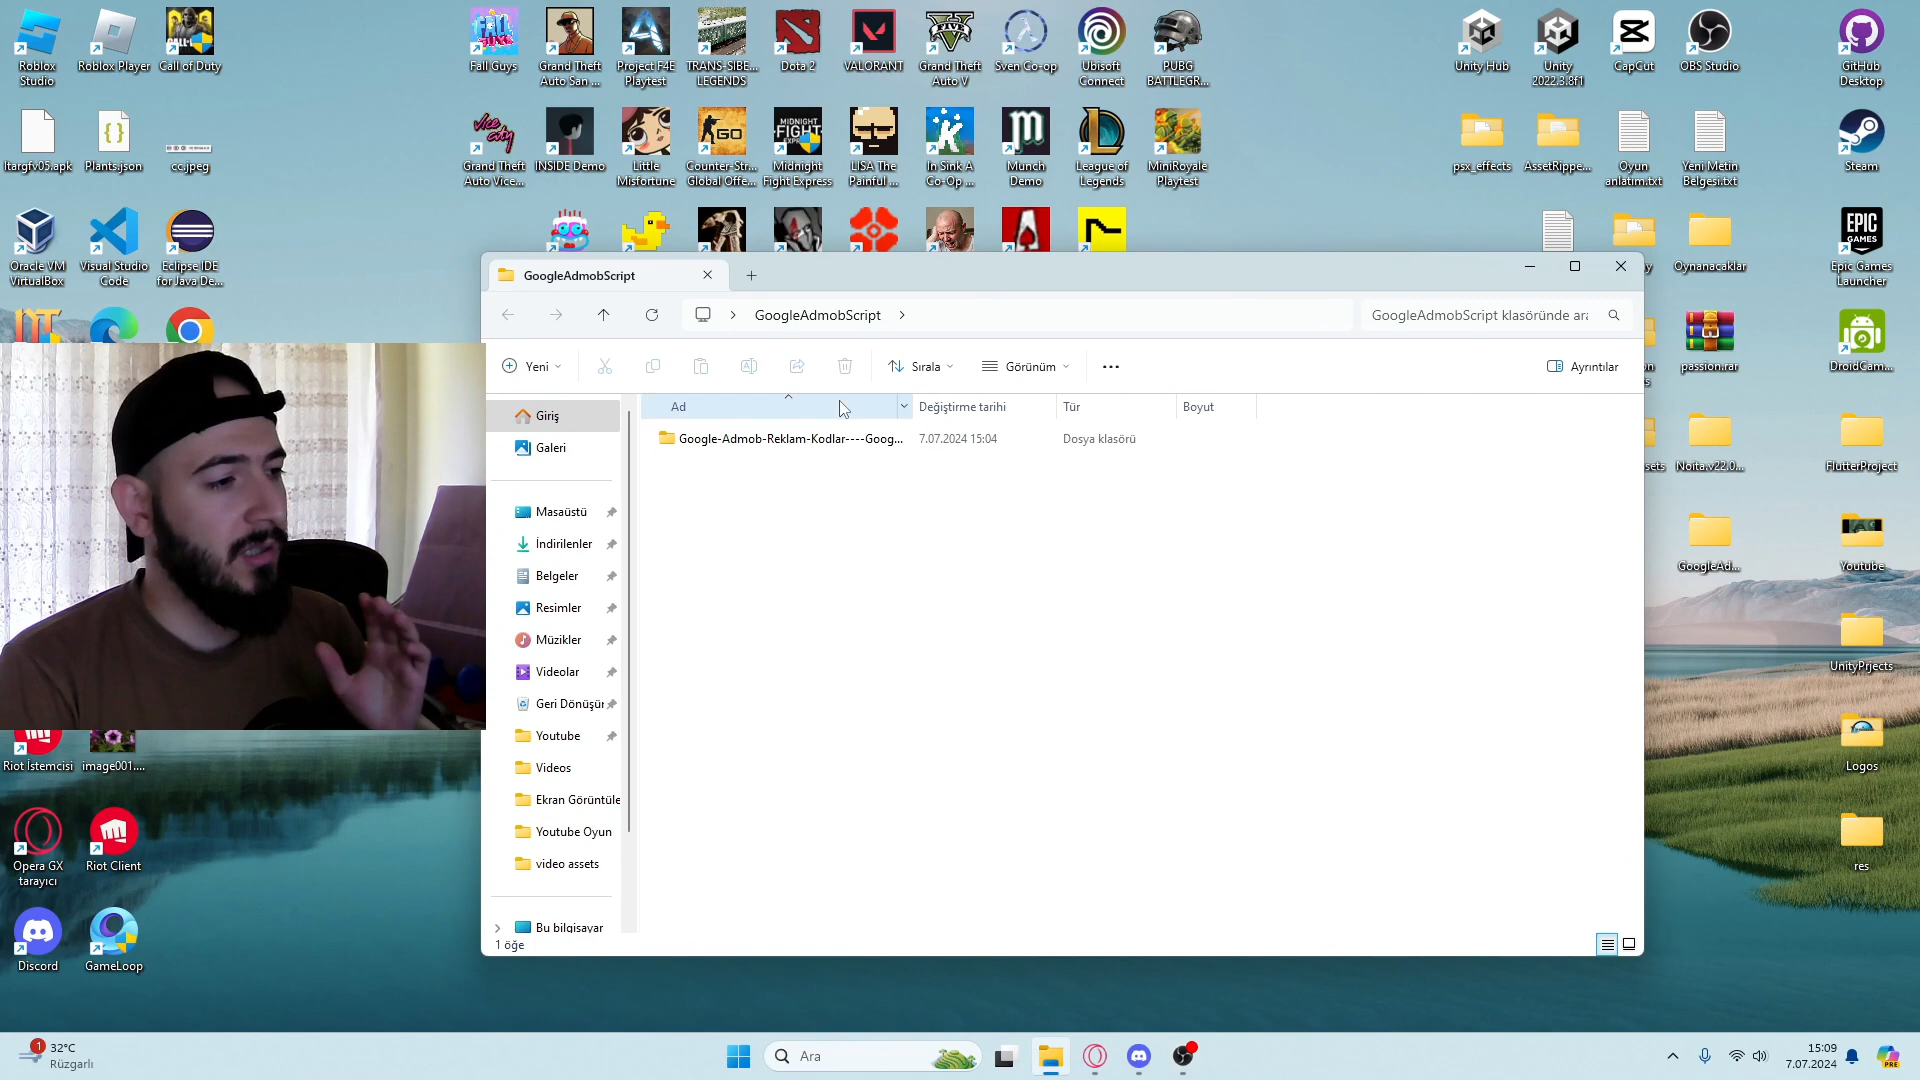 Roblox Studio
Roblox Player
Call of Duty
Fall Guys
Grand Theft Auto San ...
Project F4E Playtest
TRANS-SIBE... LEGENDS
Dota 2
VALORANT
Grand Theft Auto V
Sven Co-op
Ubisoft Connect
PUBG BATTLEGR...
Unity Hub
Unity 2022.3.8f1
CapCut
OBS Studio
GitHub Desktop
ltargfv05.apk
Plants.json
cc.jpeg
Grand Theft Auto Vice...
INSIDE Demo
Little Misfortune
Counter-Str... Global Offe...
Midnight Fight Express
LISA The Painful ...
In Sink A Co-Op ...
Munch Demo
League of Legends
MiniRoyale Playtest
psx_effects
AssetRippe...
Oyun anlatım.txt
Yeni Metin Belgesi.txt
Steam
Oracle VM VirtualBox
Visual Studio Code
Eclipse IDE for Java De...
Oynanacaklar
Epic Games Launcher
GoogleAdmobScript
GoogleAdmobScript
GoogleAdmobScript klasöründe ara
Yeni
Sırala
Görünüm
Ayrıntılar
Ad
Değiştirme tarihi
Tür
Boyut
Google-Admob-Reklam-Kodlar----Goog...
7.07.2024 15:04
Dosya klasörü
Giriş
Galeri
Masaüstü
İndirilenler
Belgeler
Resimler
Müzikler
Videolar
Geri Dönüşür
Youtube
Videos
Ekran Görüntüle
Youtube Oyun
video assets
Bu bilgisayar
1 öğe
passion.rar
DroidCam...
Noita.v22.0...
FlutterProject
GoogleAd...
Youtube
UnityPrjects
Logos
res
Riot İstemcisi
image001....
Opera GX tarayıcı
Riot Client
Discord
GameLoop
1
32°C
Rüzgarlı
Ara
15:09
7.07.2024